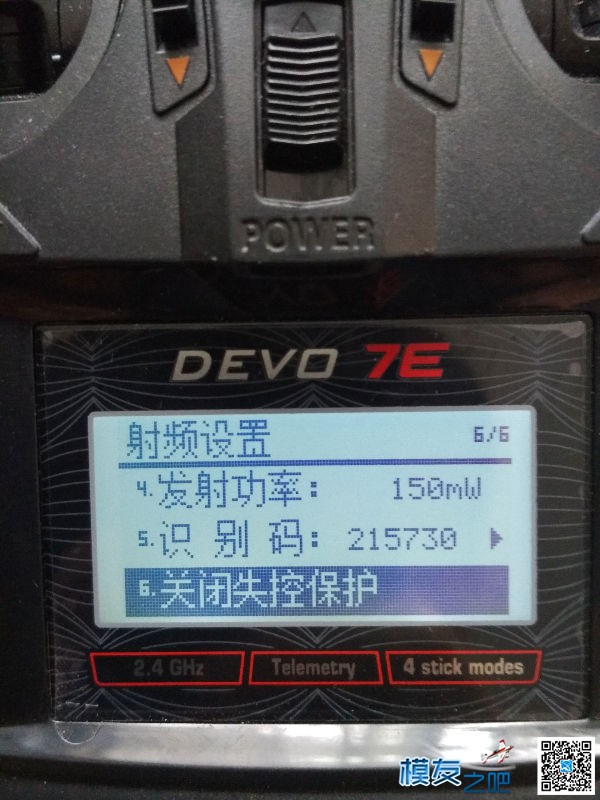 POWER
DEVO 7E
射频设置 6/6
4.发射功率: 150mW
5.识别码: 215730
6.关闭失控保护
2.4 GHz Telemetry 4 stick modes
模友之吧